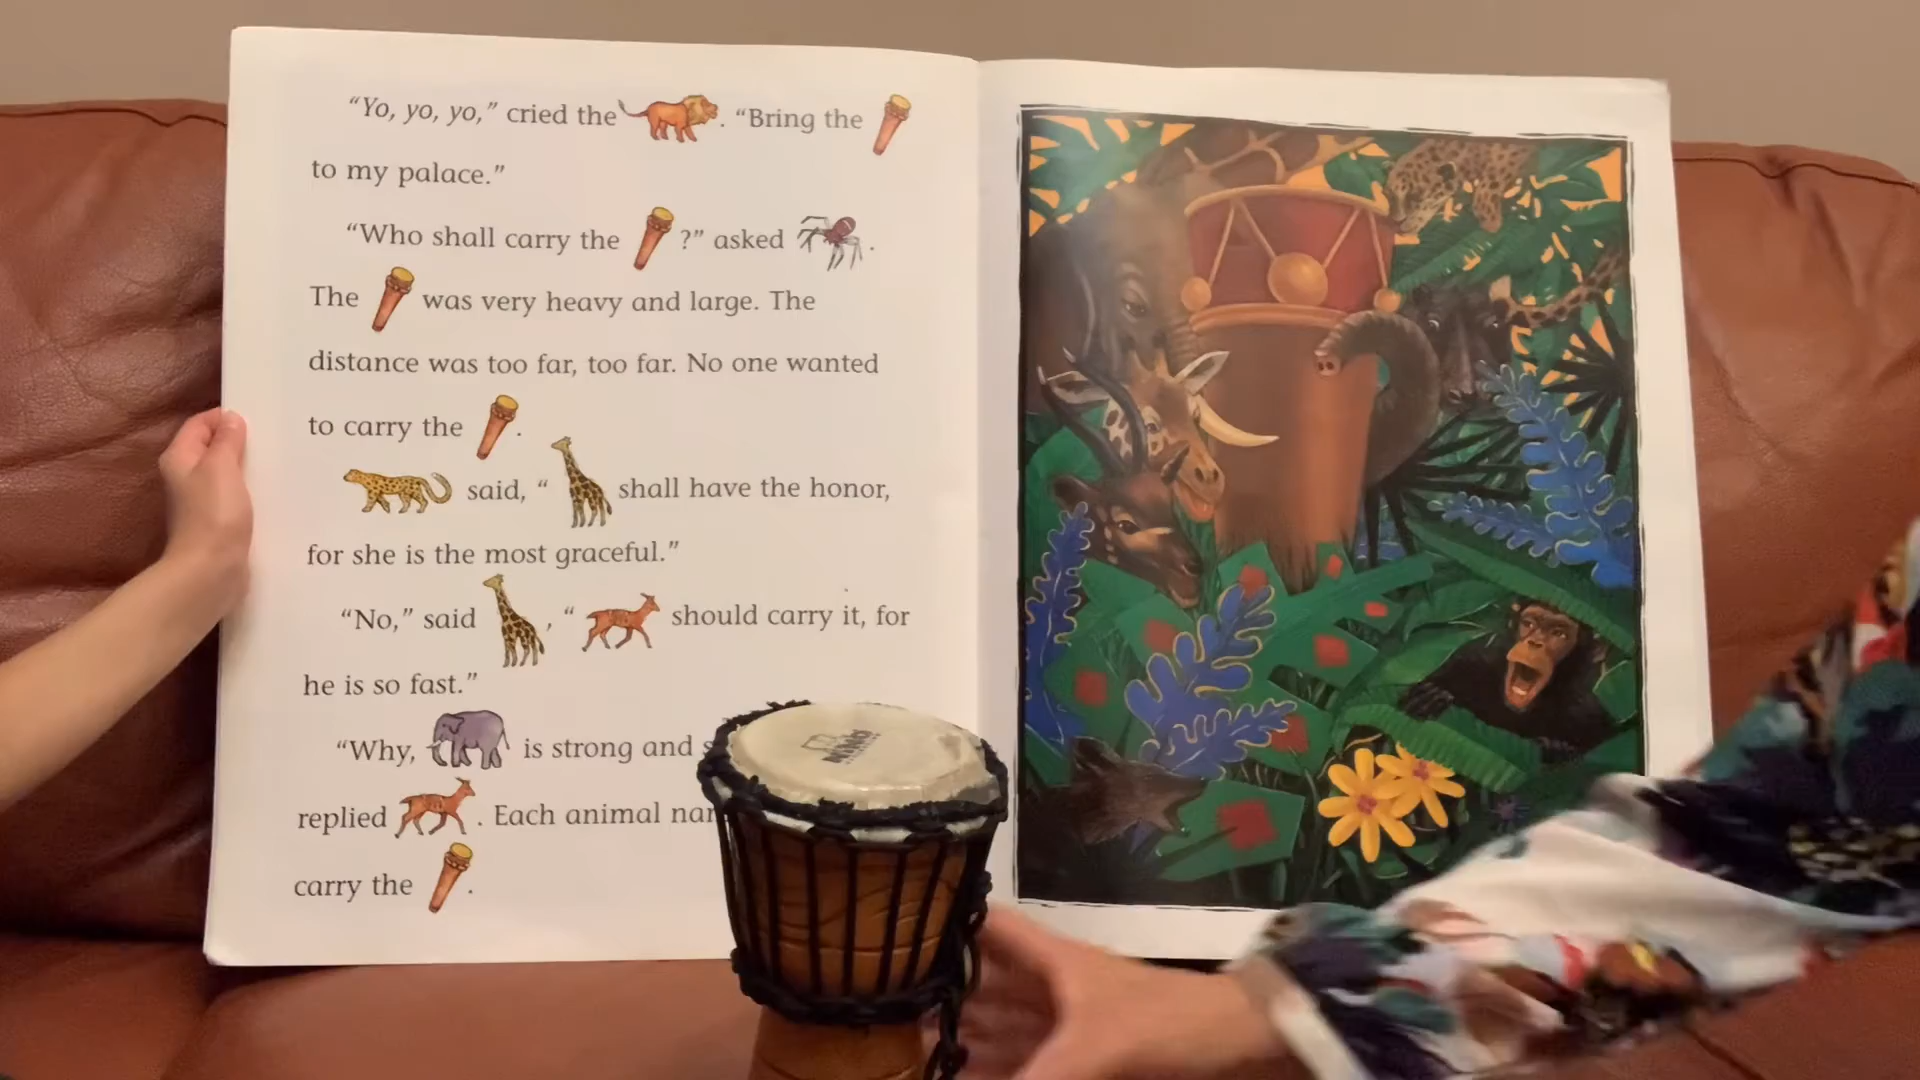 "Yo, yo, yo," cried the . "Bring the
to my palace."
"Who shall carry the ?" asked .
The was very heavy and large. The
distance was too far, too far. No one wanted
to carry the .
said, " shall have the honor,
for she is the most graceful."
"No," said , " should carry it, for
he is so fast."
"Why, is strong and
replied . Each animal
carry the .
NINO